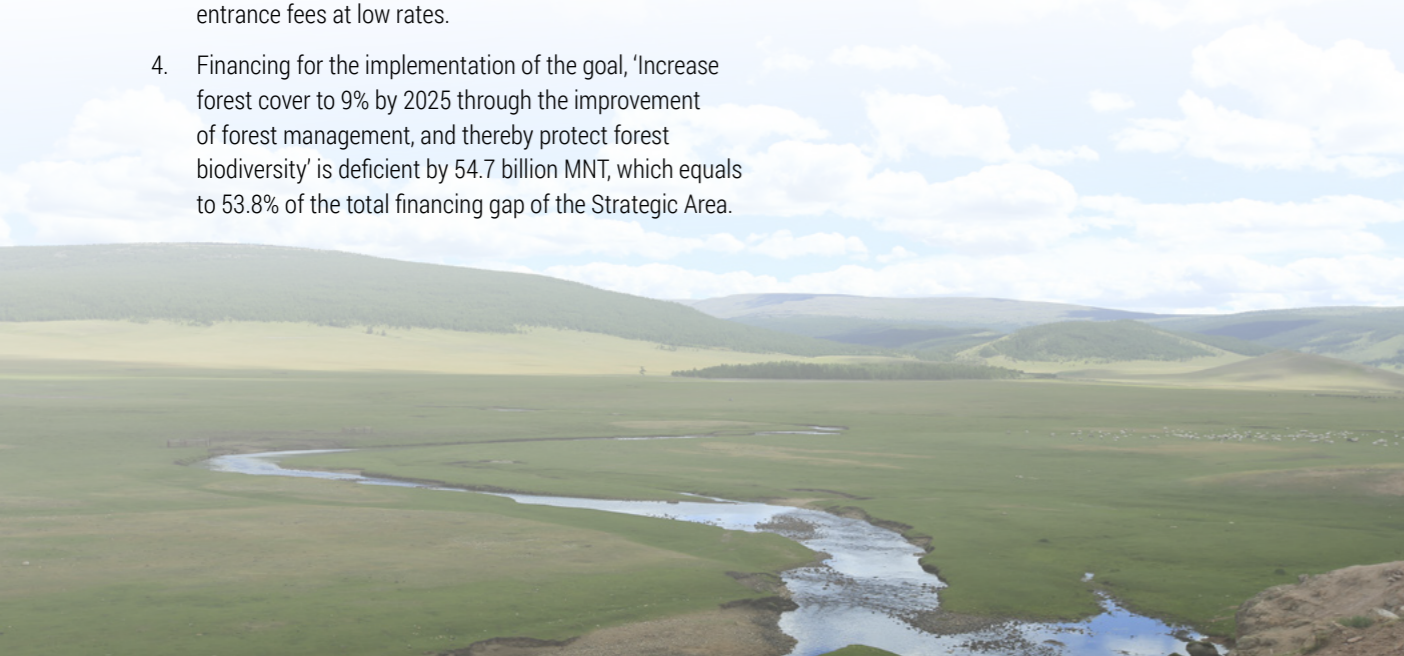 entrance fees at low rates.
4. Financing for the implementation of the goal, ‘Increase
forest cover to 9% by 2025 through the improvement
of forest management, and thereby protect forest
biodiversity’ is deficient by 54.7 billion MNT, which equals
to 53.8% of the total financing gap of the Strategic Area.